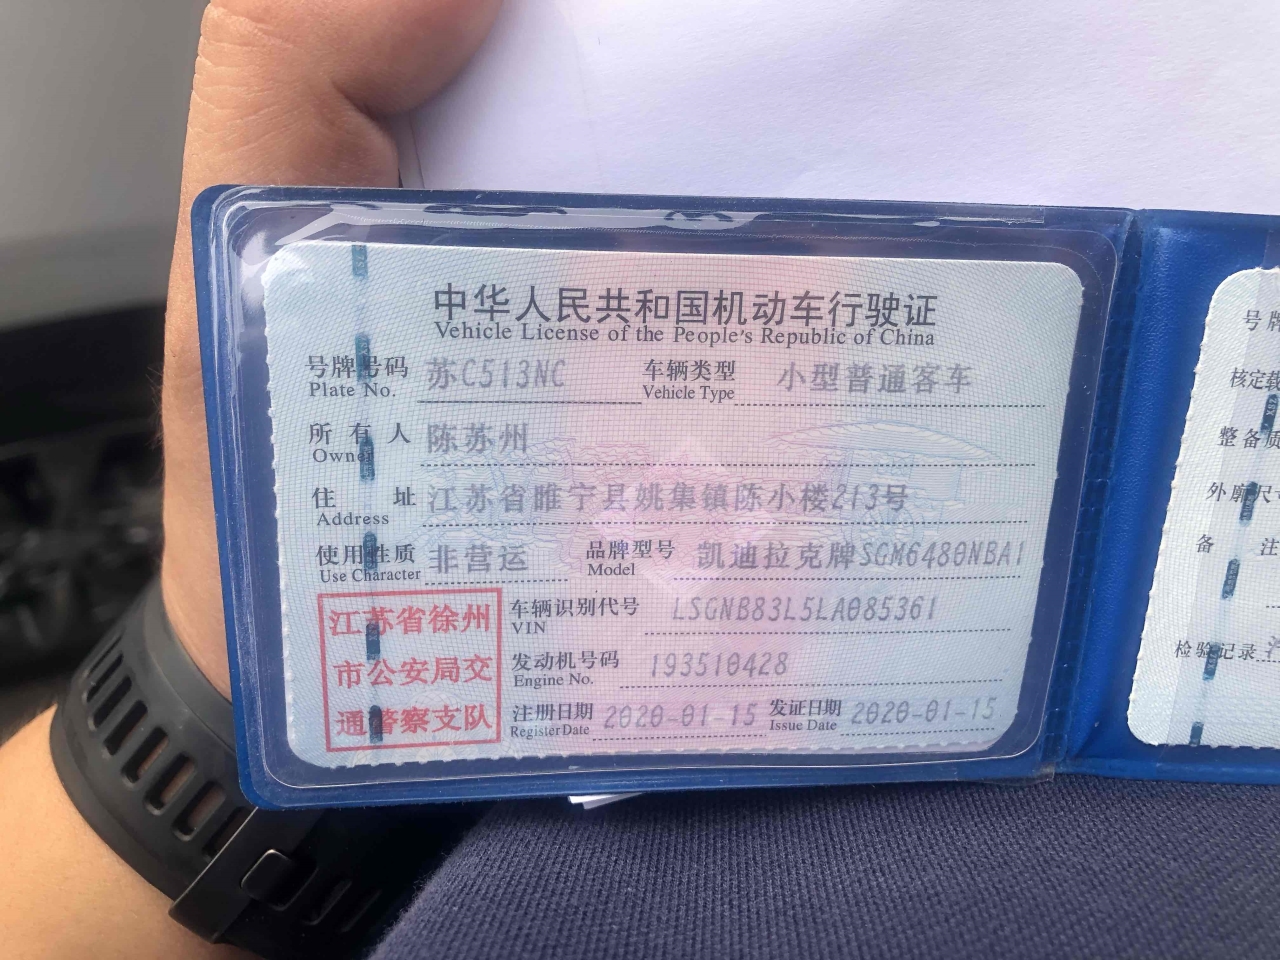 中华人民共和国机动车行驶证
Vehicle License of the People's Republic of China
号牌号码 苏C513NC 车辆类型 小型普通客车
Plate No. Vehicle Type
所有人 陈苏州
Owner
住址 江苏省睢宁县姚集镇陈小楼213号
Address
使用性质 非营运 品牌型号 凯迪拉克牌SGM6480NBA1
Use Character Model
江苏省徐州
市公安局交
通警察支队
车辆识别代号 LSGNB83L5LA085361
VIN
发动机号码 193510428
Engine No.
注册日期 2020-01-15 发证日期 2020-01-15
Register Date Issue Date
号牌
核定载
整备质
外廓尺寸
备 注
检验记录